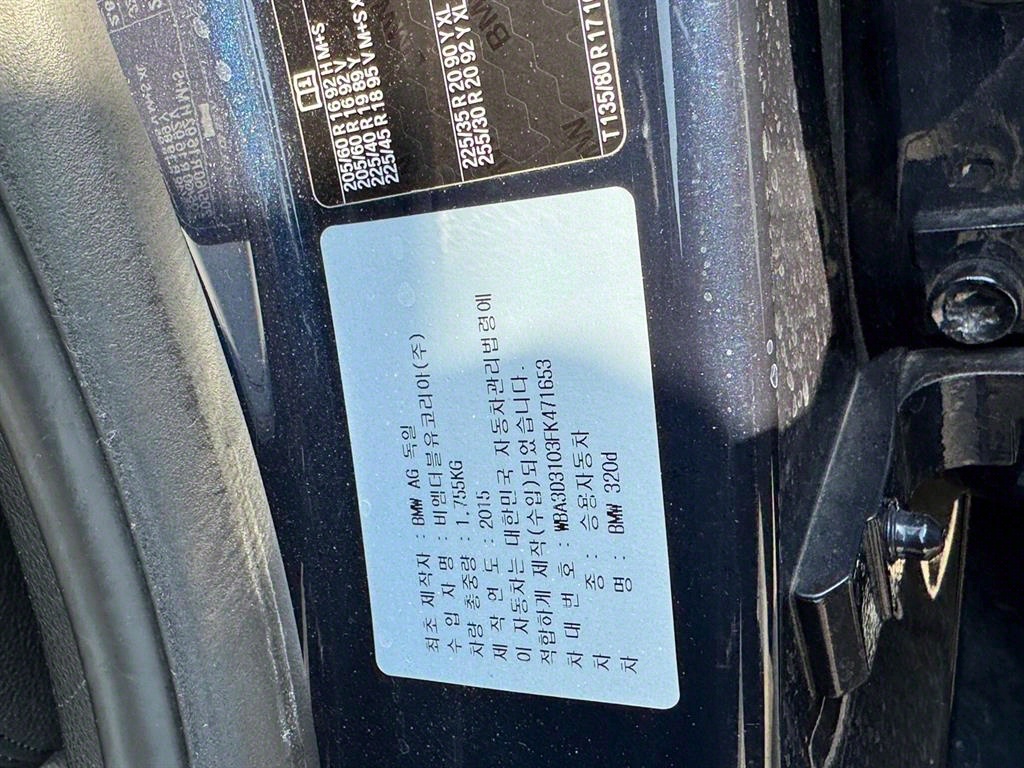 205/60 R 16 92 H M+S
205/60 R 16 92 V
225/40 R 19 89 Y
225/45 R 18 95 V M+S X
225/35 R 20 90 Y XL
255/30 R 20 92 Y XL
T 135/80 R 17 1
최초 제작자 : BMW AG 독일
수 입 자 명 : 비엠더블유코리아(주)
차량 총중량 : 1,755KG
제 작 연 도 : 2015
이 자동차는 대한민국 자동차관리법령에
적합하게 제작(수입)되었습니다.
차 대 번 호 : WBA3D3103FK471653
차 종 : 승용자동차
차 명 : BMW 320d